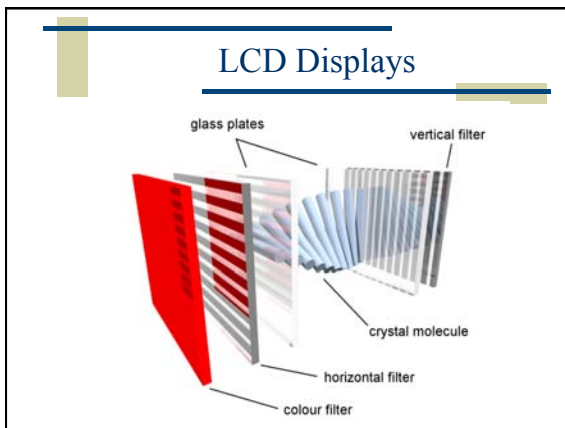 LCD Displays
glass plates
vertical filter
crystal molecule
horizontal filter
colour filter